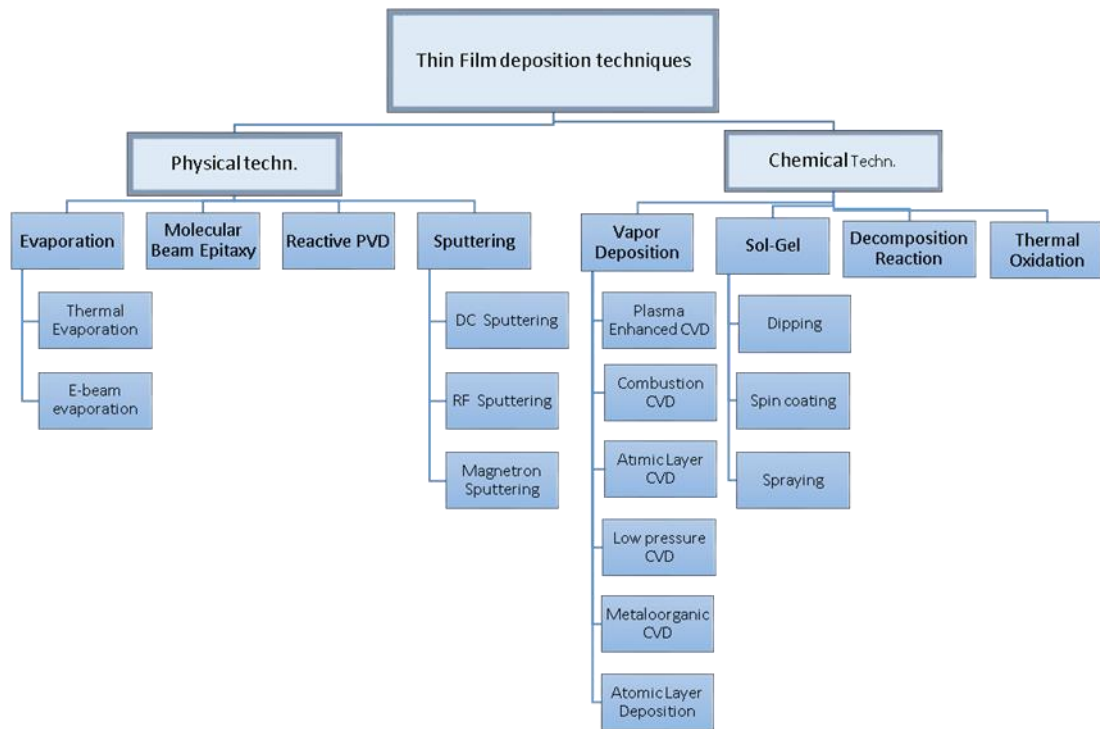 Thin Film deposition techniques
Physical techn.
Chemical Techn.
Evaporation
Molecular
Beam Epitaxy
Reactive PVD
Sputtering
Vapor
Deposition
Sol-Gel
Decomposition
Reaction
Thermal
Oxidation
Thermal
Evaporation
E-beam
evaporation
DC Sputtering
RF Sputtering
Magnetron
Sputtering
Plasma
Enhanced CVD
Combustion
CVD
Atimic Layer
CVD
Low pressure
CVD
Metaloorganic
CVD
Atomic Layer
Deposition
Dipping
Spin coating
Spraying